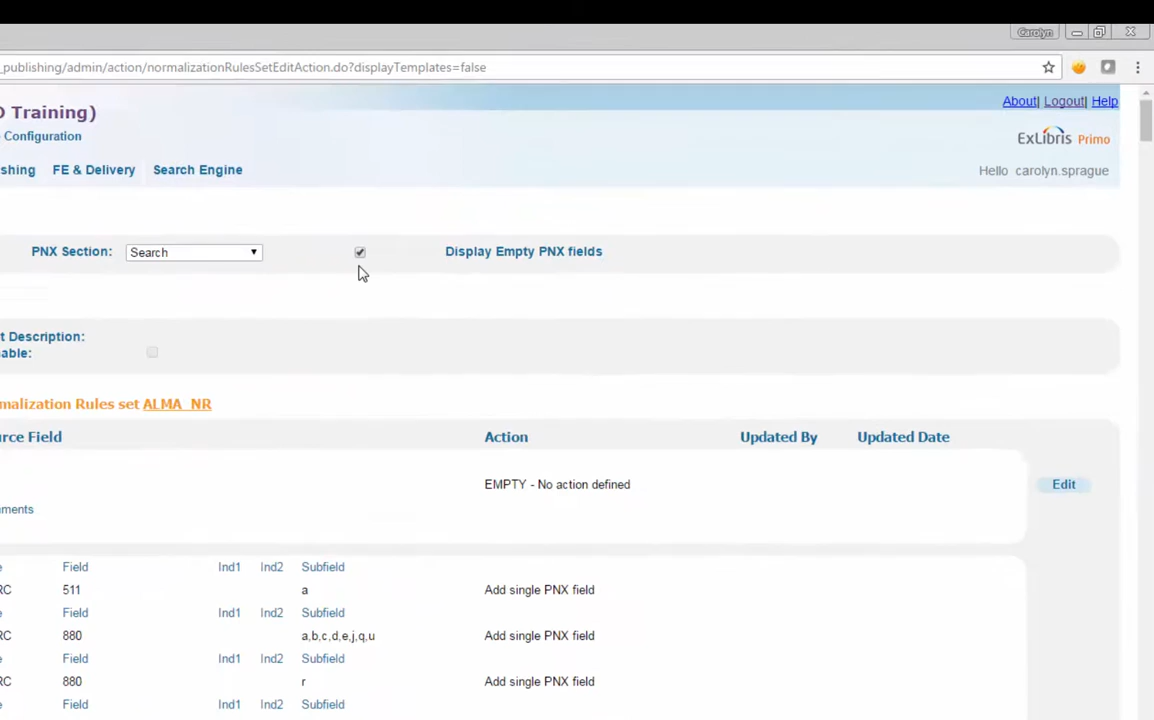 Carolyn
_publishing/admin/action/normalizationRulesSetEditAction.do?displayTemplates=false
About| Logout| Help
Training)
Configuration
ExLibris Primo
shing FE & Delivery Search Engine
Hello carolyn.sprague
PNX Section: Search Display Empty PNX fields
t Description:
able:
malization Rules set ALMA_NR
urce Field Action Updated By Updated Date
EMPTY - No action defined Edit
ments
e Field Ind1 Ind2 Subfield
RC 511 a Add single PNX field
Field Ind1 Ind2 Subfield
RC 880 a,b,c,d,e,j,q,u Add single PNX field
e Field Ind1 Ind2 Subfield
RC 880 r Add single PNX field
e Field Ind1 Ind2 Subfield